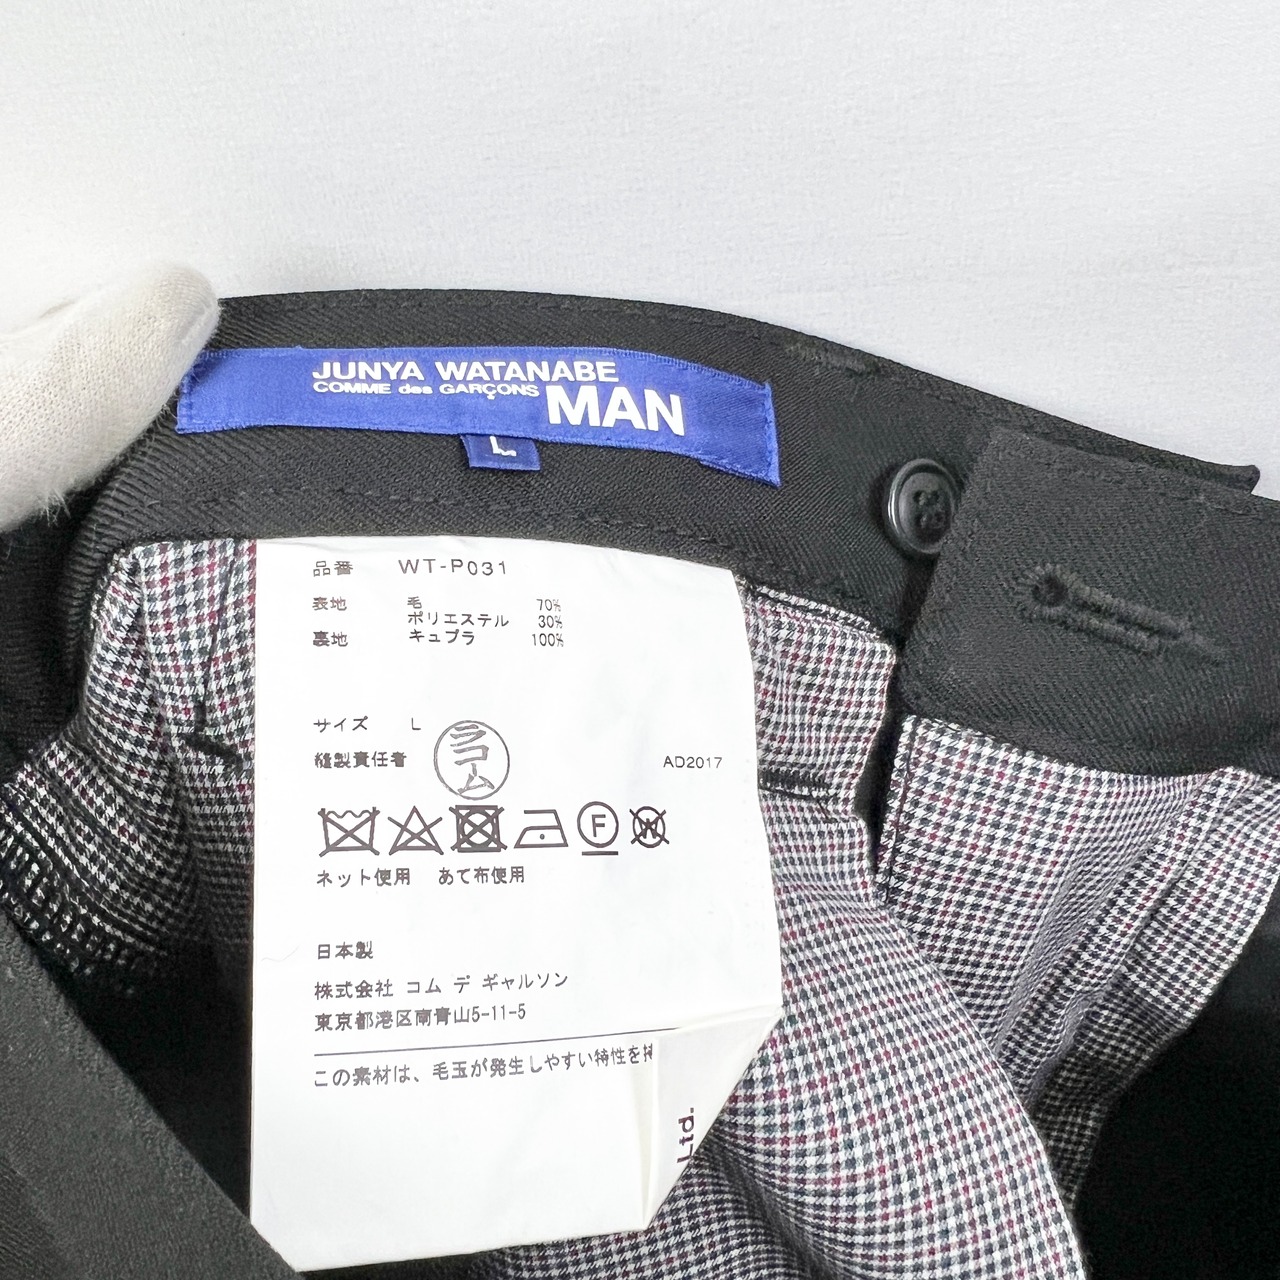 JUNYA WATANABE
COMME des GARÇONS
MAN
L
品番 WT-P031
表地 毛 70%
ポリエステル 30%
裏地 キュプラ 100%
サイズ L
縫製責任者 ラコム AD2017
F W
ネット使用 あて布使用
日本製
株式会社 コム デ ギャルソン
東京都港区南青山5-11-5
この素材は、毛玉が発生しやすい特性を持
Ltd.